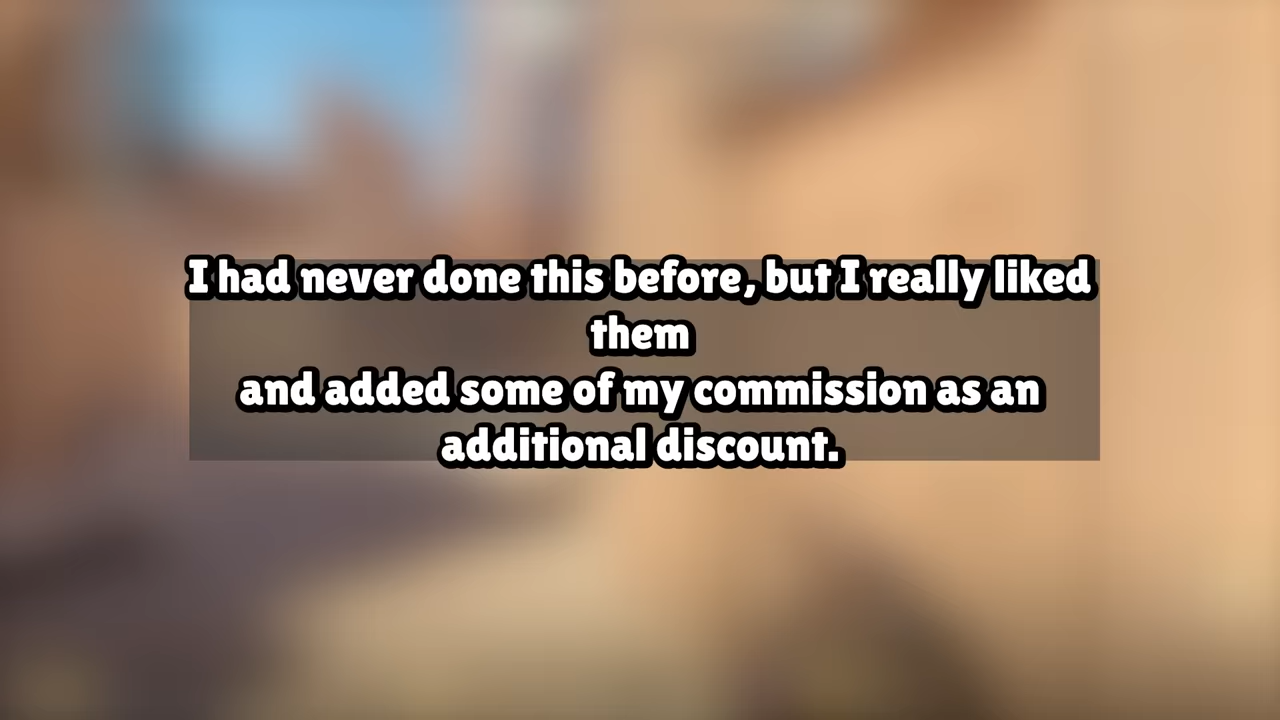 I had never done this before, but I really liked
them
and added some of my commission as an
additional discount.